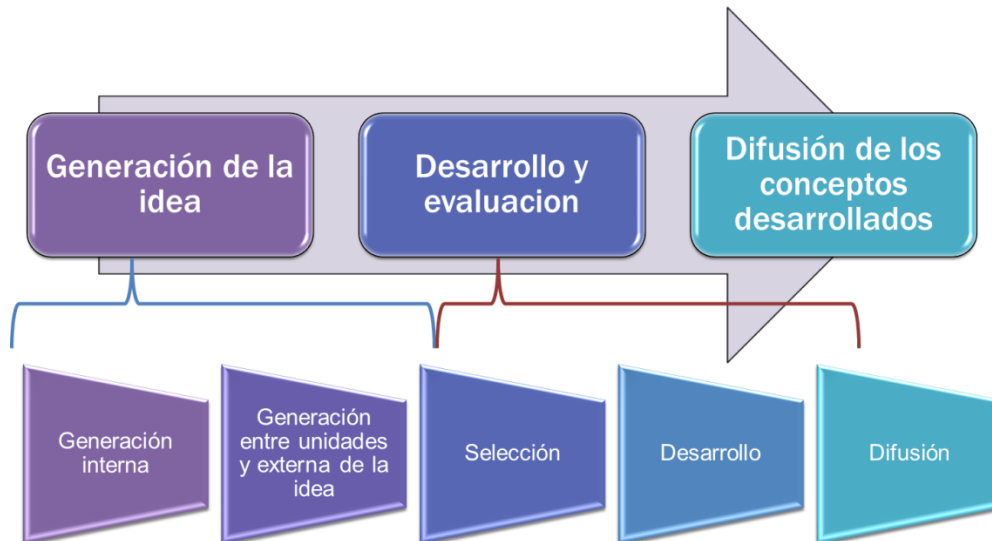 Generación de la
idea
Desarrollo y
evaluacion
Difusión de los
conceptos
desarrollados
Generación
interna
Generación
entre unidades
y externa de la
idea
Selección
Desarrollo
Difusión